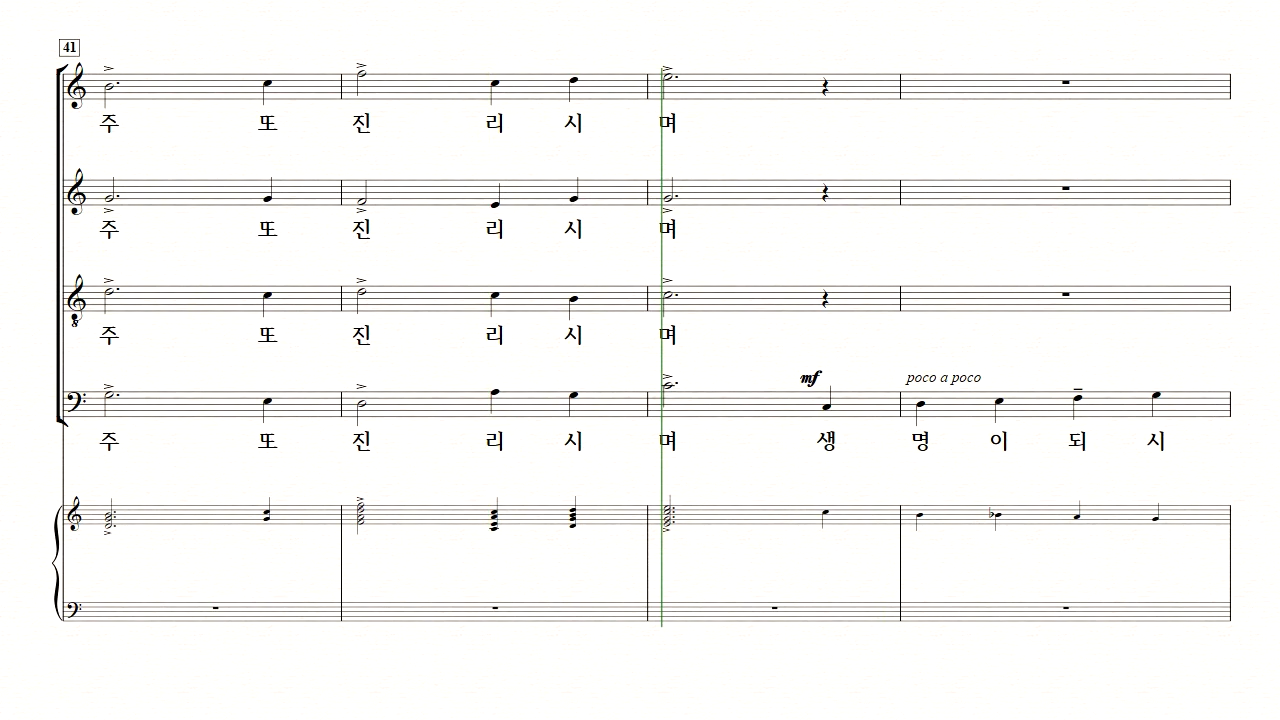 41
주 또 진 리 시 며
주 또 진 리 시 며
주 또 진 리 시 며
mf poco a poco
주 또 진 리 시 며 생 명 이 되 시